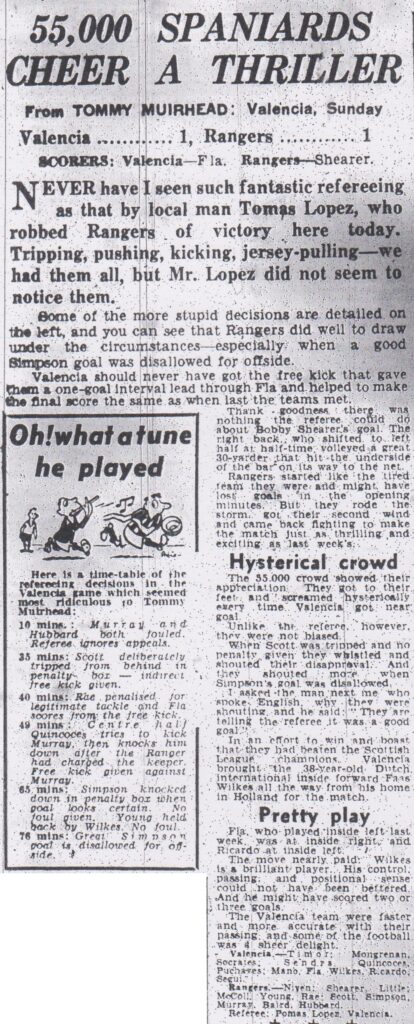 55,000 SPANIARDS
CHEER A THRILLER
From TOMMY MUIRHEAD: Valencia, Sunday
Valencia ............ 1, Rangers ............ 1
SCORERS: Valencia—Fla. Rangers—Shearer.
NEVER have I seen such fantastic refereeing
as that by local man Tomas Lopez, who
robbed Rangers of victory here today.
Tripping, pushing, kicking, jersey-pulling—we
had them all, but Mr. Lopez did not seem to
notice them.
Some of the more stupid decisions are detailed on
the left, and you can see that Rangers did well to draw
under the circumstances—especially when a good
Simpson goal was disallowed for offside.
Valencia should never have got the free kick that gave
them a one-goal interval lead through Fla and helped to make
the final score the same as when last the teams met.
Oh! what a tune
he played
Here is a time-table of the
refereeing decisions in the
Valencia game which seemed
most ridiculous to Tommy
Muirhead.
10 mins.: Murray and
Hubbard both fouled.
Referee ignores appeals.
35 mins: Scott deliberately
tripped from behind in
penalty box — indirect
free kick given.
40 mins: Rae penalised for
legitimate tackle and Fla
scores from the free kick.
49 mins: Centre half
Quincoces tries to kick
Murray, then knocks him
down after the Ranger
had charged the keeper.
Free kick given against
Murray.
65 mins: Simpson knocked
down in penalty box when
goal looks certain. No
foul given. Young held
back by Wilkes. No foul.
76 mins: Great Simpson
goal is disallowed for off-
side.
Thank goodness there was
nothing the referee could do
about Bobby Shearer's goal. The
right back, who shifted to left
half at half-time, volleyed a great
30-yarder that hit the underside
of the bar on its way to the net.
Rangers started like the tired
team they were and might have
lost goals in the opening
minutes. But they rode the
storm, got their second wind
and came back fighting to make
the match just as thrilling and
exciting as last week's.
Hysterical crowd
The 55,000 crowd showed their
appreciation. They got to their
feet and screamed hysterically
every time Valencia got near
goal.
Unlike the referee, however,
they were not biased.
When Scott was tripped and no
penalty given they whistled and
shouted their disapproval. And
they shouted more when
Simpson's goal was disallowed.
I asked the man next me who
spoke English, why they were
shouting, and he said: "They are
telling the referee it was a good
goal."
In an effort to win and boast
that they had beaten the Scottish
League champions, Valencia
brought the 38-year-old Dutch
international inside forward Faas
Wilkes all the way from his home
in Holland for the match.
Pretty play
Fla, who played inside left last
week, was at inside right, and
Ricardo at inside left.
The move nearly paid: Wilkes
is a brilliant player. His control,
passing and positional sense
could not have been bettered.
And he might have scored two or
three goals.
The Valencia team were faster
and more accurate with their
passing and some of the football
was a sheer delight.
Valencia.—Timor; Mongrenan,
Socrates; Sendra, Quincoces,
Puchaves; Mano, Fla, Wilkes, Ricardo,
Segui.
Rangers.—Niven; Shearer, Little;
McColl, Young, Rae; Scott, Simpson,
Murray, Baird, Hubbard.
Referee: Pomas Lopez, Valencia.